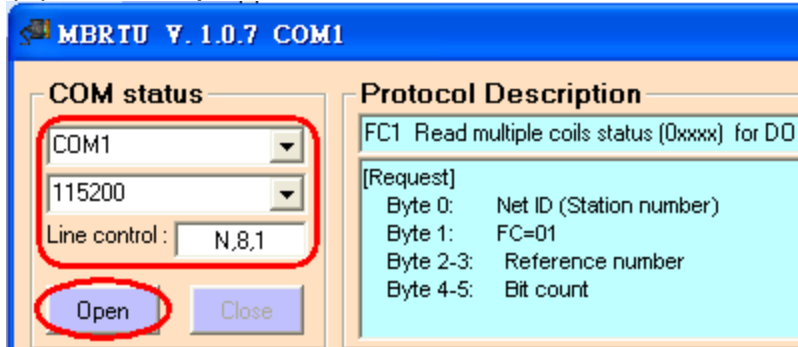 MBRTU V. 1.0.7 COM1
COM status
COM1
115200
Line control : N,8,1
Open Close
Protocol Description
FC1 Read multiple coils status (0xxxx) for DO
[Request]
Byte 0: Net ID (Station number)
Byte 1: FC=01
Byte 2-3: Reference number
Byte 4-5: Bit count